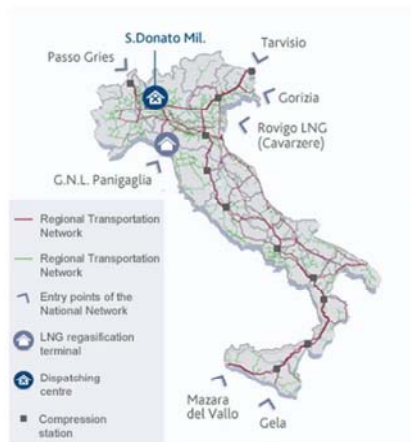 S.Donato Mil.
Passo Gries
Tarvisio
Gorizia
Rovigo LNG
(Cavarzere)
G.N.L. Panigaglia
Regional Transportation
Network
Regional Transportation
Network
Entry points of the
National Network
LNG regasification
terminal
Dispatching
centre
Compression
station
Mazara
del Vallo
Gela